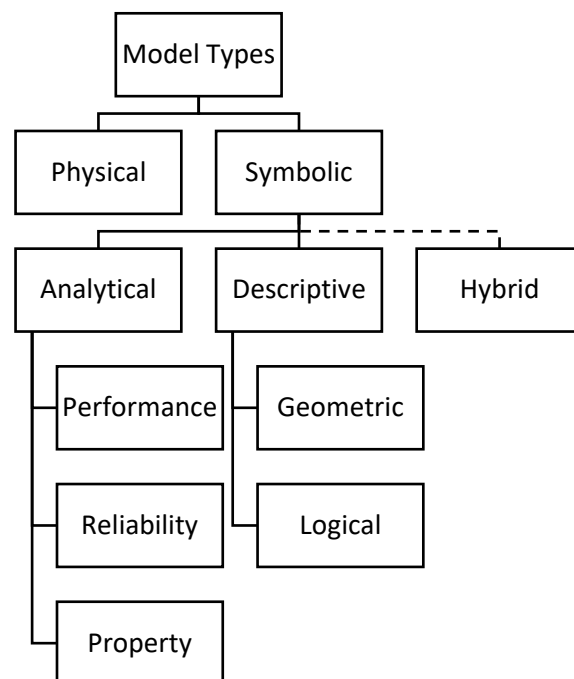 Model Types
Physical
Symbolic
Analytical
Descriptive
Hybrid
Performance
Geometric
Reliability
Logical
Property